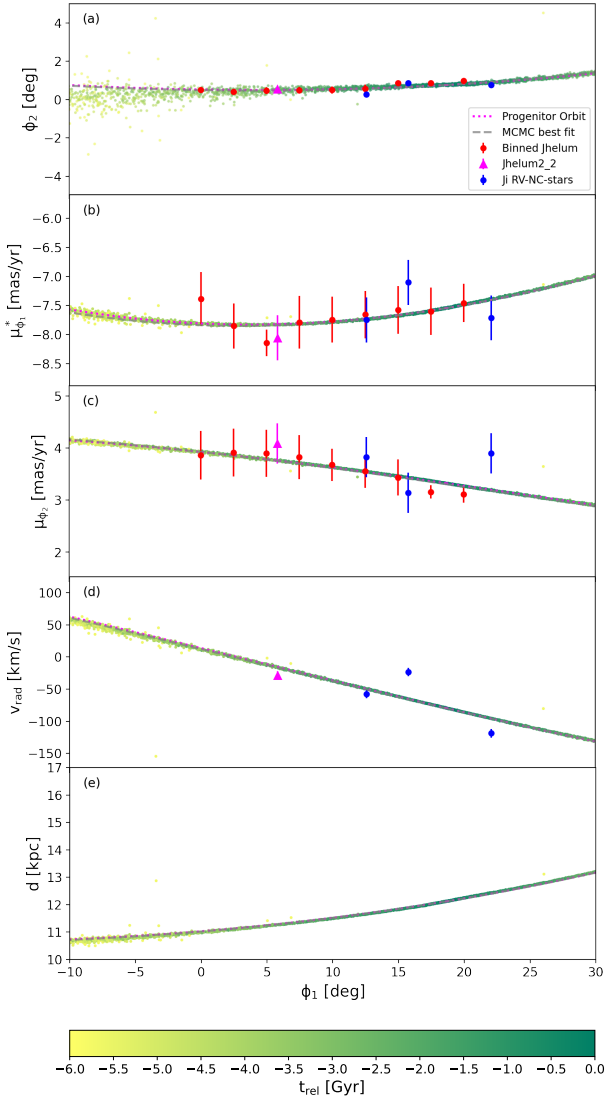 (a)
4
2
0
−2
−4
ϕ₂ [deg]
Progenitor Orbit
MCMC best fit
Binned Jhelum
Jhelum2_2
Ji RV-NC-stars
(b)
−6.0
−6.5
−7.0
−7.5
−8.0
−8.5
μ*ϕ₁ [mas/yr]
(c)
5
4
3
2
μϕ₂ [mas/yr]
(d)
100
50
0
−50
−100
−150
v_rad [km/s]
(e)
17
16
15
14
13
12
11
10
d [kpc]
−10 −5 0 5 10 15 20 25 30
ϕ₁ [deg]
−6.0 −5.5 −5.0 −4.5 −4.0 −3.5 −3.0 −2.5 −2.0 −1.5 −1.0 −0.5 0.0
t_rel [Gyr]